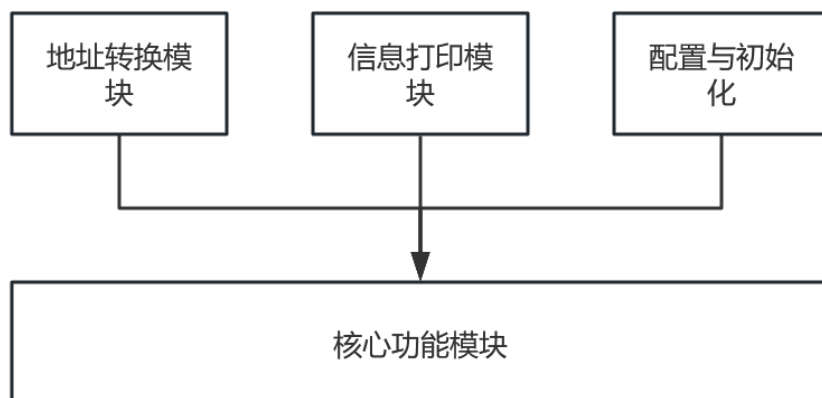 地址转换模
块
信息打印模
块
配置与初始
化
核心功能模块